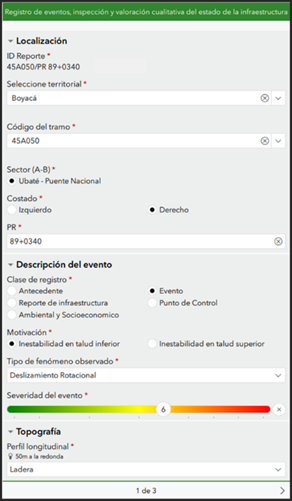 Registro de eventos, inspección y valoración cualitativa del estado de la infraestructura
Localización
ID Reporte *
45A050/PR 89+0340
Seleccione territorial *
Boyacá
Código del tramo *
45A050
Sector (A-B) *
Ubaté - Puente Nacional
Costado *
Izquierdo Derecho
PR *
89+0340
Descripción del evento
Clase de registro *
Antecedente Evento
Reporte de infraestructura Punto de Control
Ambiental y Socioeconomico
Motivación *
Inestabilidad en talud inferior Inestabilidad en talud superior
Tipo de fenómeno observado *
Deslizamiento Rotacional
Severidad del evento *
6
Topografía
Perfil longitudinal *
50m a la redonda
Ladera
1 de 3